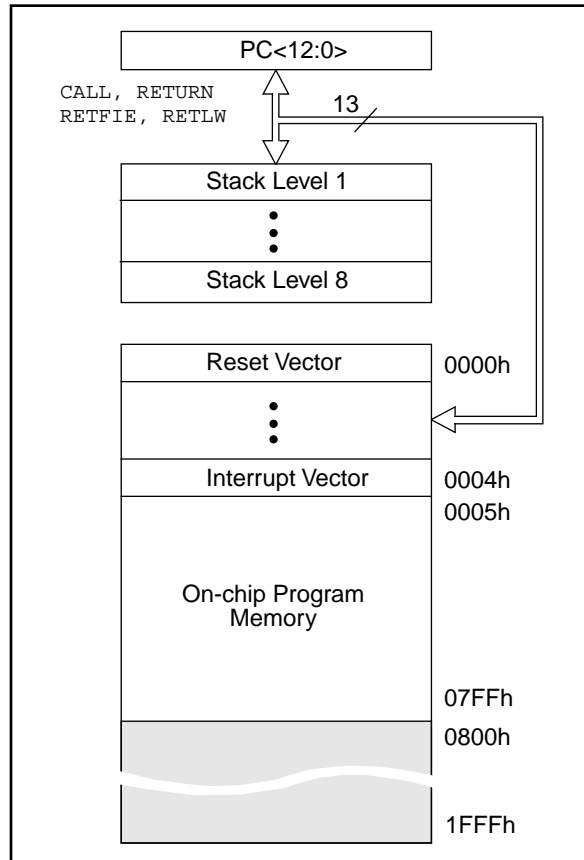 PC<12:0>
CALL, RETURN
RETFIE, RETLW
13
Stack Level 1
Stack Level 8
Reset Vector
0000h
Interrupt Vector
0004h
0005h
On-chip Program
Memory
07FFh
0800h
1FFFh